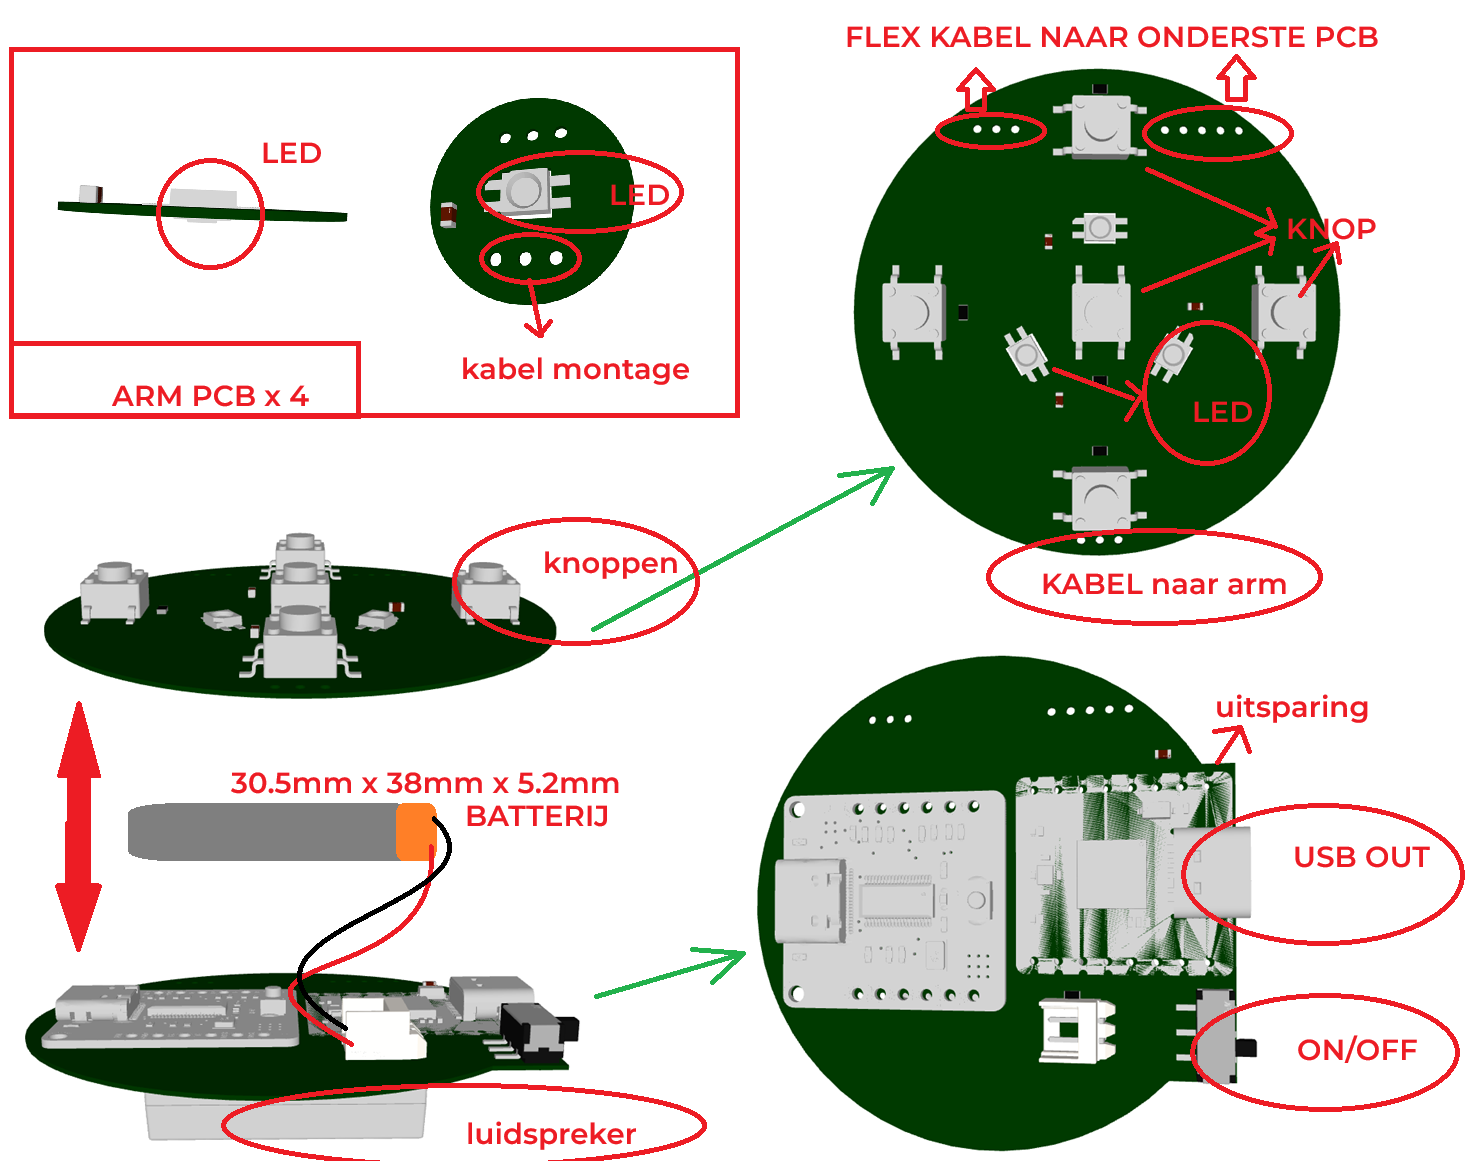 FLEX KABEL NAAR ONDERSTE PCB
LED
LED
kabel montage
ARM PCB x 4
KNOP
LED
KABEL naar arm
knoppen
30.5mm x 38mm x 5.2mm
BATTERIJ
luidspreker
uitsparing
USB OUT
ON/OFF